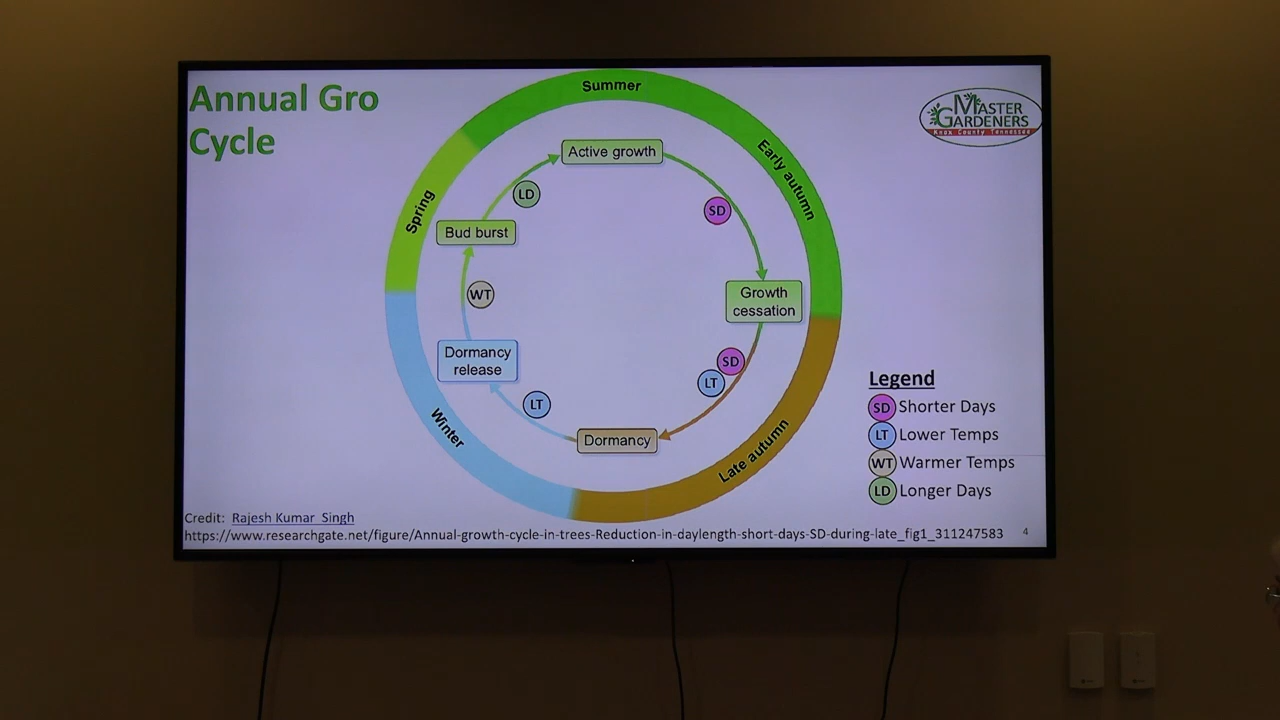 Annual Gro
Cycle
MASTER
GARDENERS
Knox County Tennessee
Summer
Early autumn
Late autumn
Winter
Spring
Active growth
SD
Growth
cessation
SD
LT
Dormancy
LT
Dormancy
release
WT
Bud burst
LD
Legend
SD Shorter Days
LT Lower Temps
WT Warmer Temps
LD Longer Days
Credit: Rajesh Kumar Singh
https://www.researchgate.net/figure/Annual-growth-cycle-in-trees-Reduction-in-daylength-short-days-SD-during-late_fig1_311247583
4